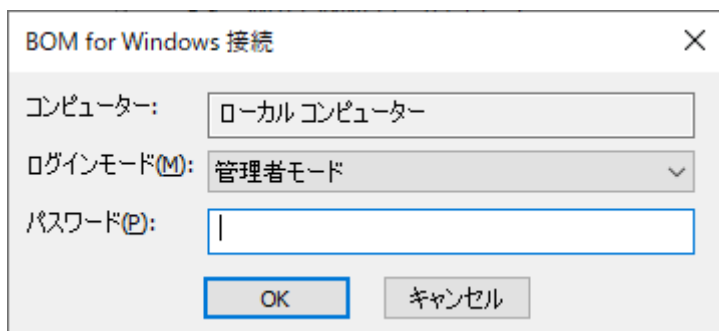 BOM for Windows 接続
コンピューター: ローカル コンピューター
ログインモード(M): 管理者モード
パスワード(P):
OK キャンセル